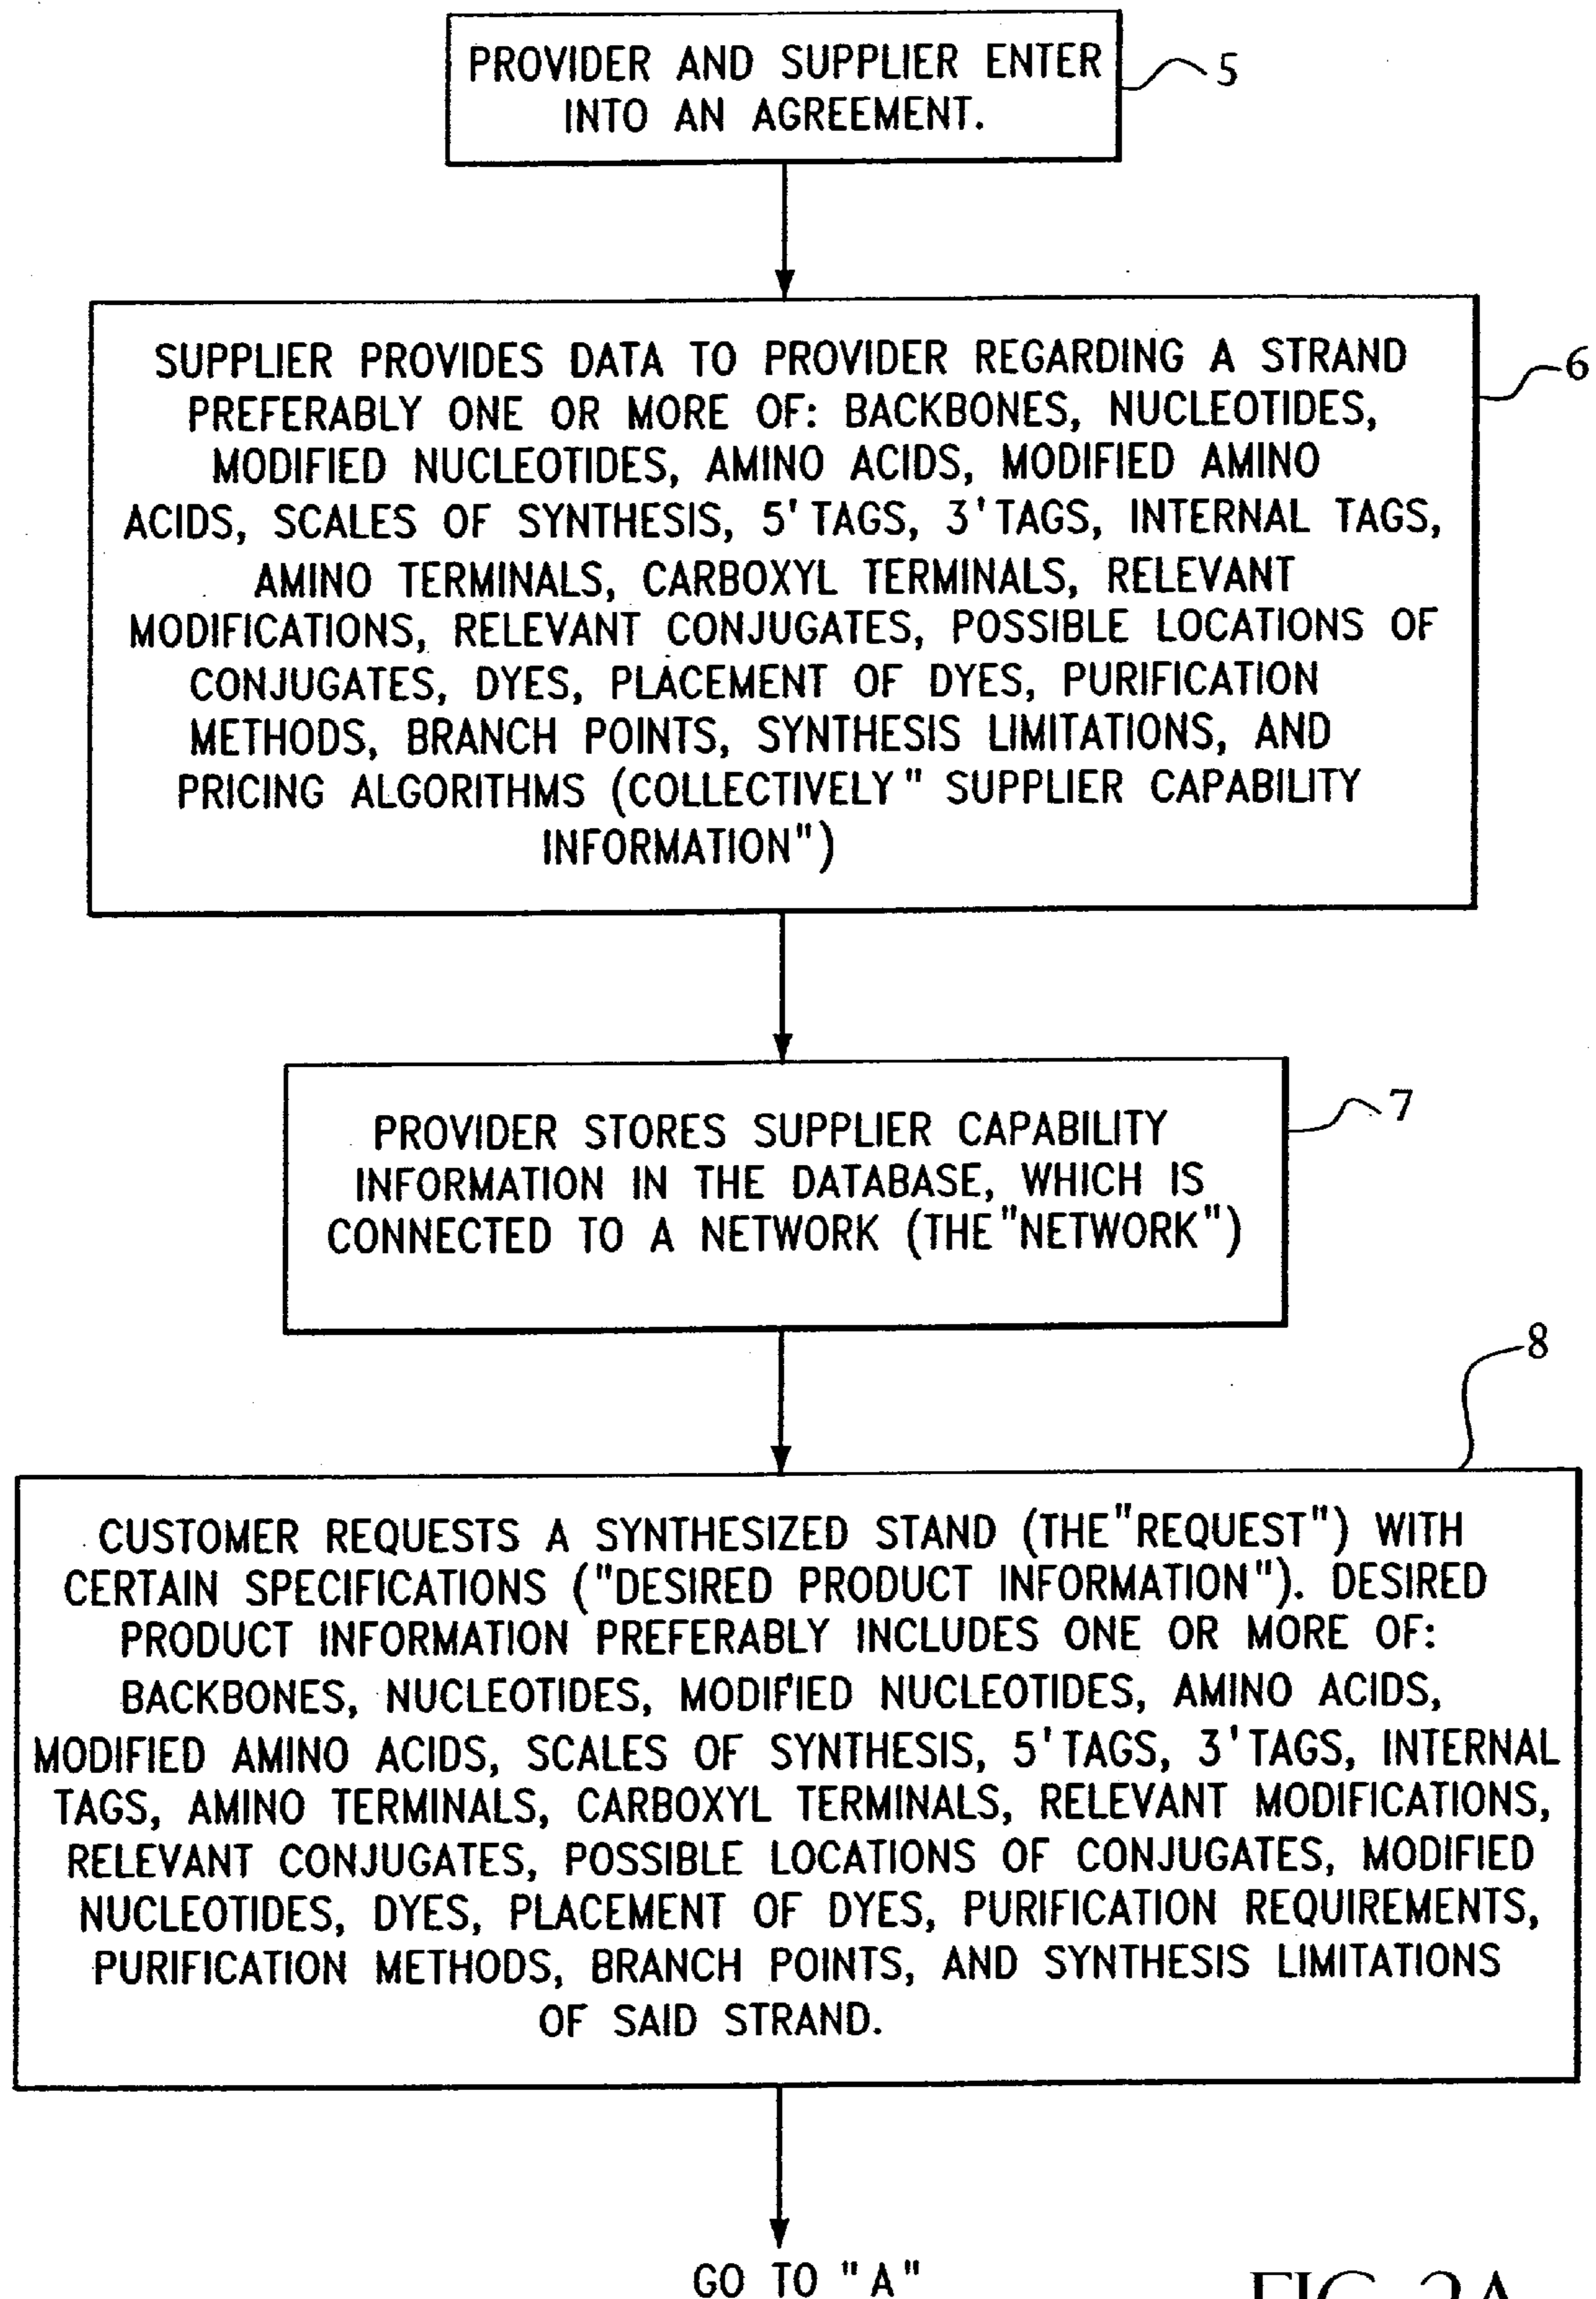 PROVIDER AND SUPPLIER ENTER
INTO AN AGREEMENT.
5
SUPPLIER PROVIDES DATA TO PROVIDER REGARDING A STRAND
PREFERABLY ONE OR MORE OF: BACKBONES, NUCLEOTIDES,
MODIFIED NUCLEOTIDES, AMINO ACIDS, MODIFIED AMINO
ACIDS, SCALES OF SYNTHESIS, 5' TAGS, 3' TAGS, INTERNAL TAGS,
AMINO TERMINALS, CARBOXYL TERMINALS, RELEVANT
MODIFICATIONS, RELEVANT CONJUGATES, POSSIBLE LOCATIONS OF
CONJUGATES, DYES, PLACEMENT OF DYES, PURIFICATION
METHODS, BRANCH POINTS, SYNTHESIS LIMITATIONS, AND
PRICING ALGORITHMS (COLLECTIVELY " SUPPLIER CAPABILITY
INFORMATION")
6
PROVIDER STORES SUPPLIER CAPABILITY
INFORMATION IN THE DATABASE, WHICH IS
CONNECTED TO A NETWORK (THE "NETWORK")
7
8
CUSTOMER REQUESTS A SYNTHESIZED STAND (THE "REQUEST") WITH
CERTAIN SPECIFICATIONS ("DESIRED PRODUCT INFORMATION"). DESIRED
PRODUCT INFORMATION PREFERABLY INCLUDES ONE OR MORE OF:
BACKBONES, NUCLEOTIDES, MODIFIED NUCLEOTIDES, AMINO ACIDS,
MODIFIED AMINO ACIDS, SCALES OF SYNTHESIS, 5' TAGS, 3' TAGS, INTERNAL
TAGS, AMINO TERMINALS, CARBOXYL TERMINALS, RELEVANT MODIFICATIONS,
RELEVANT CONJUGATES, POSSIBLE LOCATIONS OF CONJUGATES, MODIFIED
NUCLEOTIDES, DYES, PLACEMENT OF DYES, PURIFICATION REQUIREMENTS,
PURIFICATION METHODS, BRANCH POINTS, AND SYNTHESIS LIMITATIONS
OF SAID STRAND.
GO TO "A"
FIG. 2A